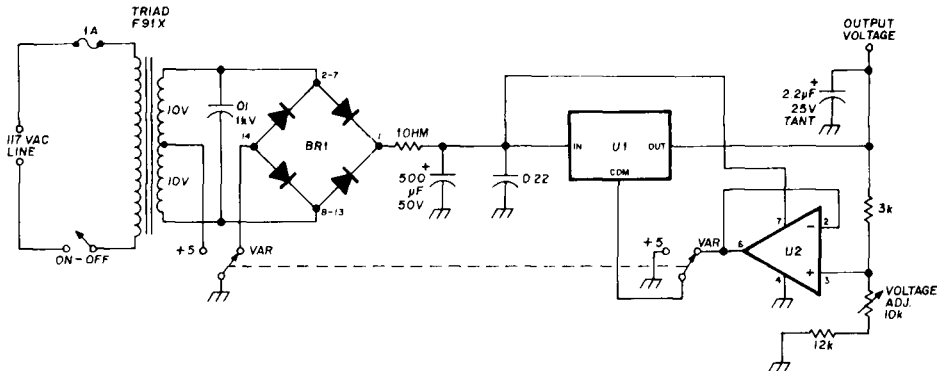 TRIAD
F91X
1A
117 VAC
LINE
ON-OFF
10V
10V
.01
1kV
+5
VAR
2-7
14
BR1
1
8-13
1 OHM
+
500
µF
50V
0.22
IN
U1
OUT
COM
+5
VAR
6
7
-
2
U2
+
3
4
OUTPUT
VOLTAGE
+
2.2µF
25V
TANT
3k
VOLTAGE
ADJ.
10k
12k